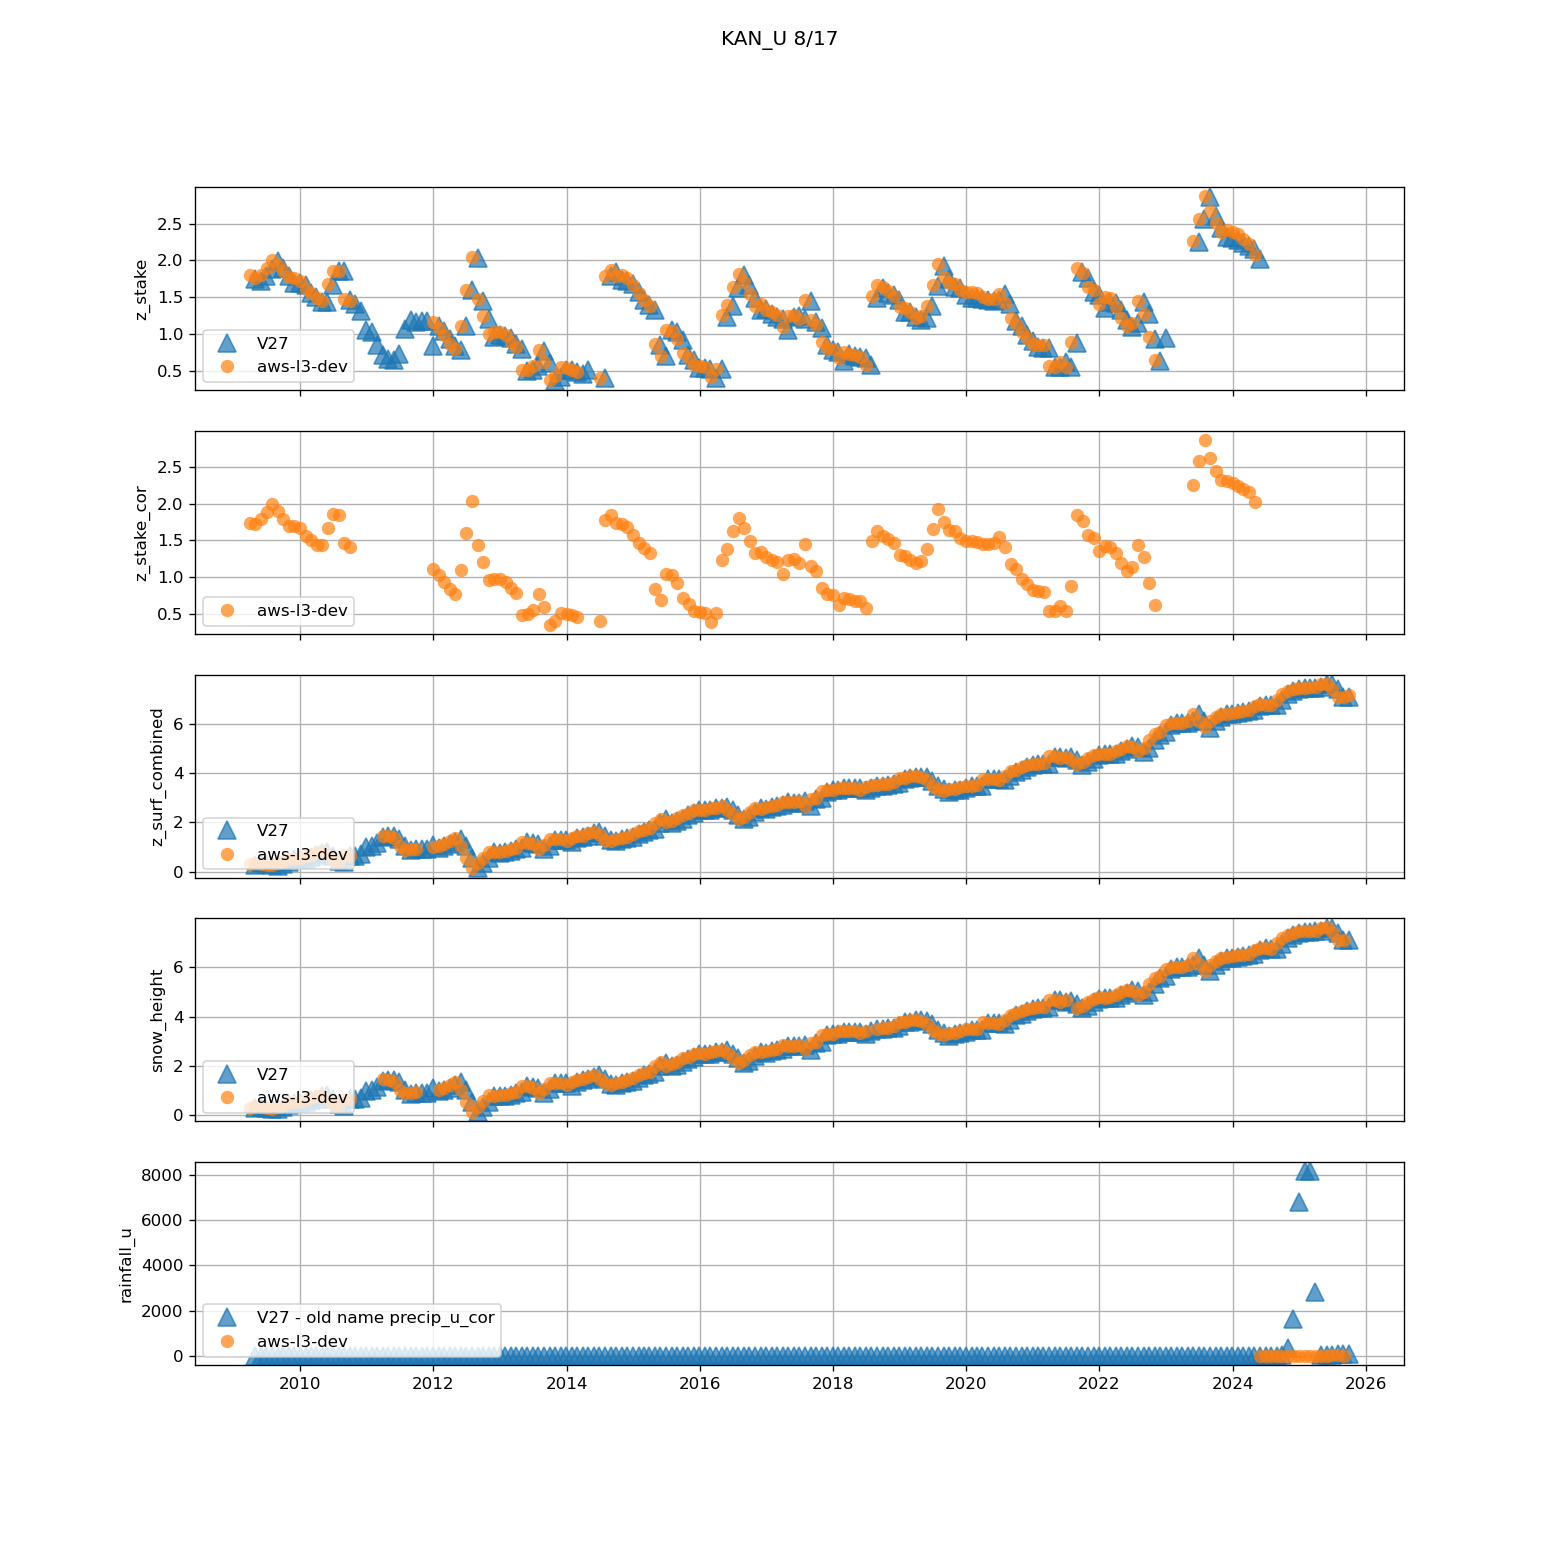 KAN_U 8/17
z_stake
2.5
2.0
1.5
1.0
0.5
V27
aws-l3-dev
z_stake_cor
2.5
2.0
1.5
1.0
0.5
aws-l3-dev
z_surf_combined
6
4
2
0
V27
aws-l3-dev
snow_height
6
4
2
0
V27
aws-l3-dev
rainfall_u
8000
6000
4000
2000
0
V27 - old name precip_u_cor
aws-l3-dev
2010 2012 2014 2016 2018 2020 2022 2024 2026